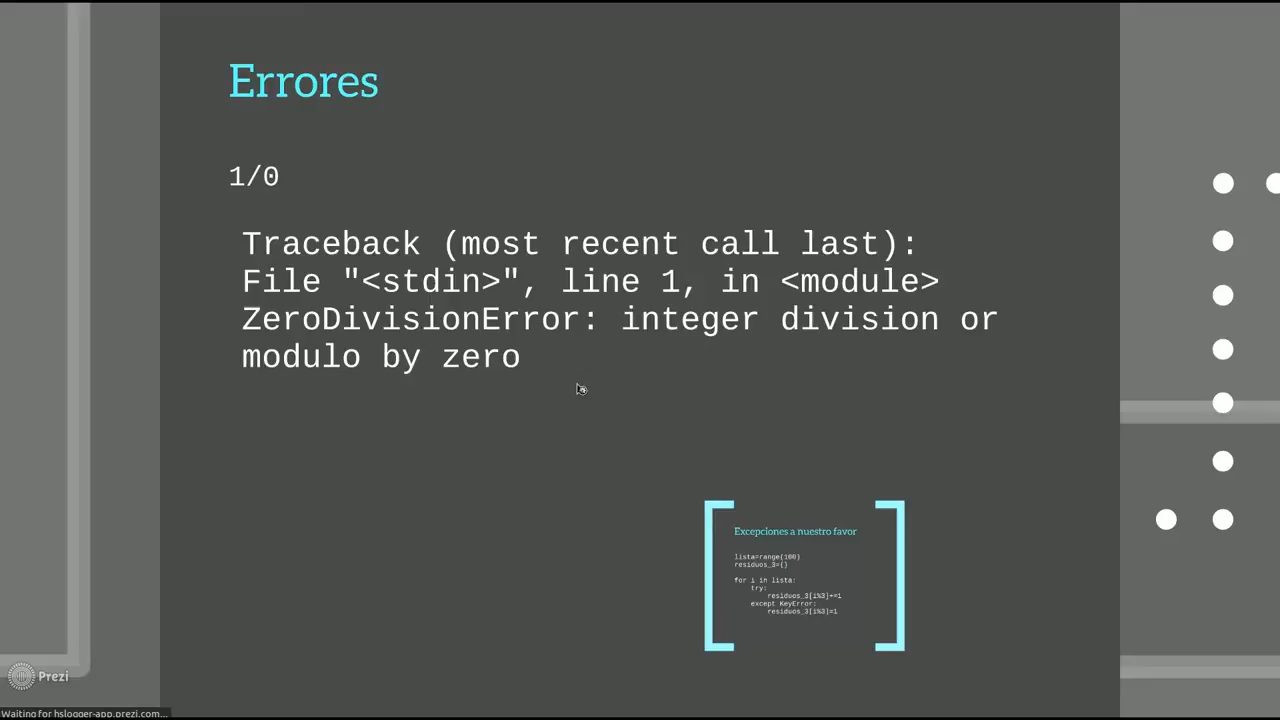 Errores
1/0
Traceback (most recent call last):
File "<stdin>", line 1, in <module>
ZeroDivisionError: integer division or
modulo by zero
Excepciones a nuestro favor
lista=range(100)
residuos_3={}
for i in lista:
try:
residuos_3[i%3]+=1
except KeyError:
residuos_3[i%3]=1
Prezi
Waiting for hslogger-app.prezi.com...